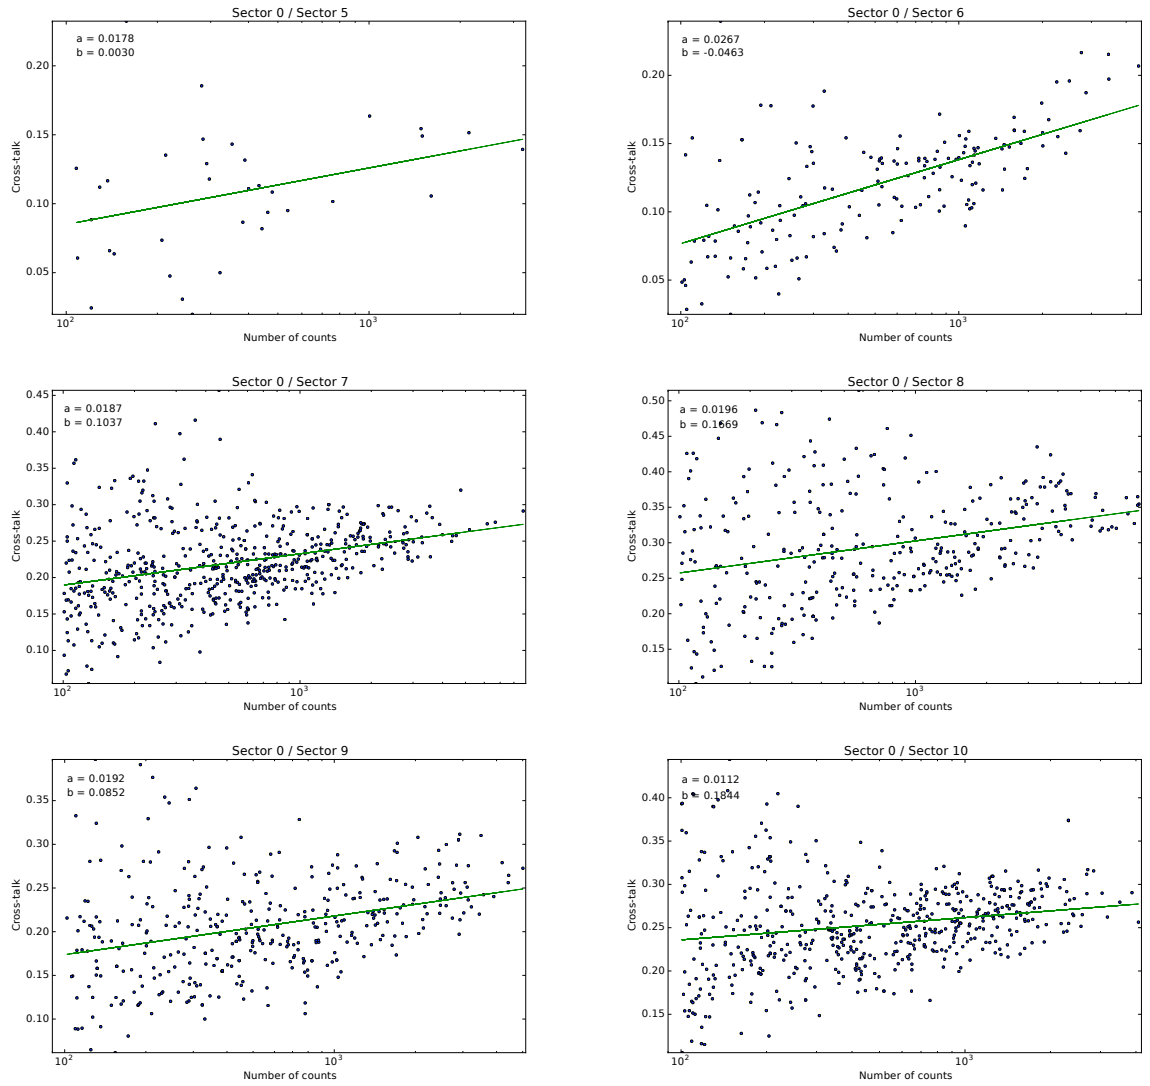 Sector 0 / Sector 5
a = 0.0178
b = 0.0030
0.20
0.15
0.10
0.05
Cross-talk
10²
10³
Number of counts
Sector 0 / Sector 6
a = 0.0267
b = -0.0463
0.20
0.15
0.10
0.05
Cross-talk
10²
10³
Number of counts
Sector 0 / Sector 7
a = 0.0187
b = 0.1037
0.45
0.40
0.35
0.30
0.25
0.20
0.15
0.10
Cross-talk
10²
10³
Number of counts
Sector 0 / Sector 8
a = 0.0196
b = 0.1669
0.50
0.45
0.40
0.35
0.30
0.25
0.20
0.15
Cross-talk
10²
10³
Number of counts
Sector 0 / Sector 9
a = 0.0192
b = 0.0852
0.35
0.30
0.25
0.20
0.15
0.10
Cross-talk
10²
10³
Number of counts
Sector 0 / Sector 10
a = 0.0112
b = 0.1844
0.40
0.35
0.30
0.25
0.20
0.15
Cross-talk
10²
10³
Number of counts